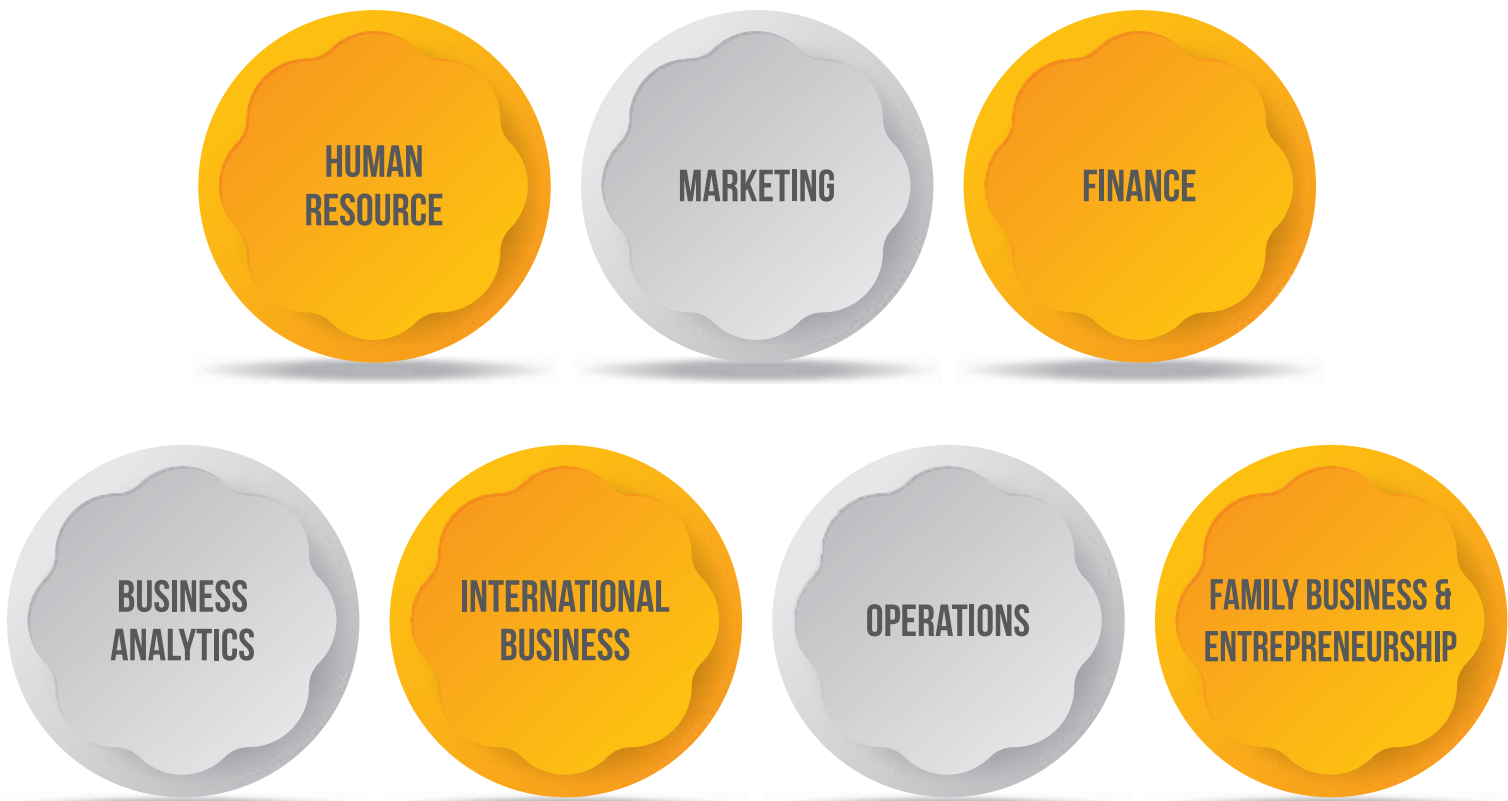 HUMAN
RESOURCE
MARKETING
FINANCE
BUSINESS
ANALYTICS
INTERNATIONAL
BUSINESS
OPERATIONS
FAMILY BUSINESS &
ENTREPRENEURSHIP